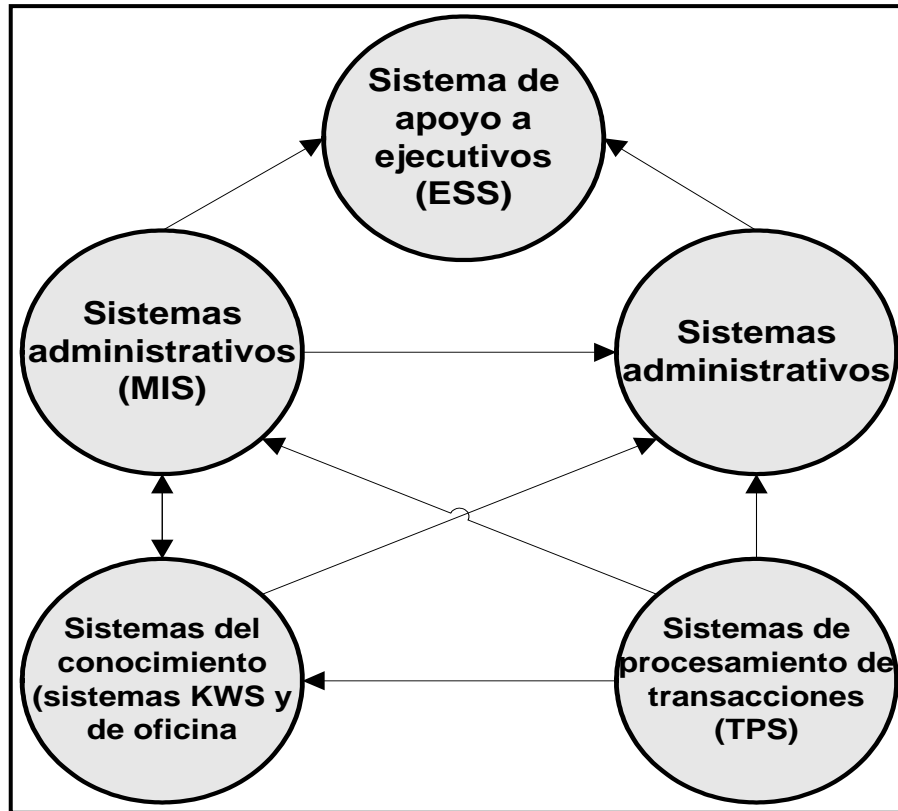 Sistema de
apoyo a
ejecutivos
(ESS)
Sistemas
administrativos
(MIS)
Sistemas
administrativos
Sistemas del
conocimiento
(sistemas KWS y
de oficina
Sistemas de
procesamiento de
transacciones
(TPS)